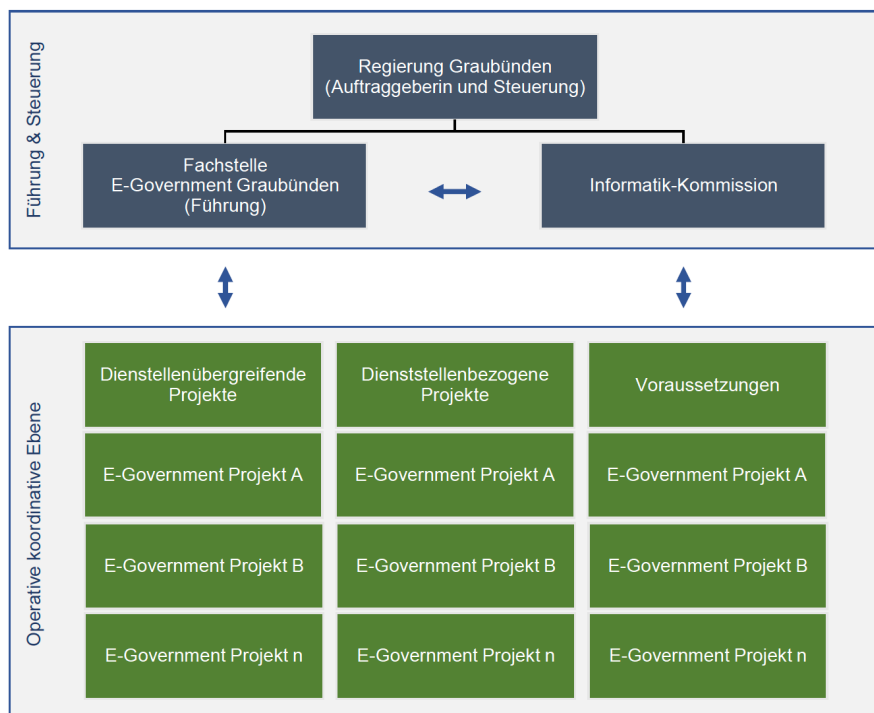 Führung & Steuerung
Regierung Graubünden
(Auftraggeberin und Steuerung)
Fachstelle
E-Government Graubünden
(Führung)
Informatik-Kommission
Operative koordinative Ebene
Dienstellenübergreifende
Projekte
Dienststellenbezogene
Projekte
Voraussetzungen
E-Government Projekt A
E-Government Projekt A
E-Government Projekt A
E-Government Projekt B
E-Government Projekt B
E-Government Projekt B
E-Government Projekt n
E-Government Projekt n
E-Government Projekt n